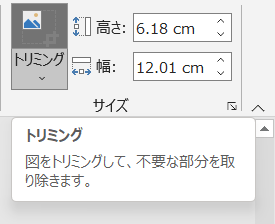 トリミング
高さ: 6.18 cm
幅: 12.01 cm
サイズ
トリミング
図をトリミングして、不要な部分を取
り除きます。